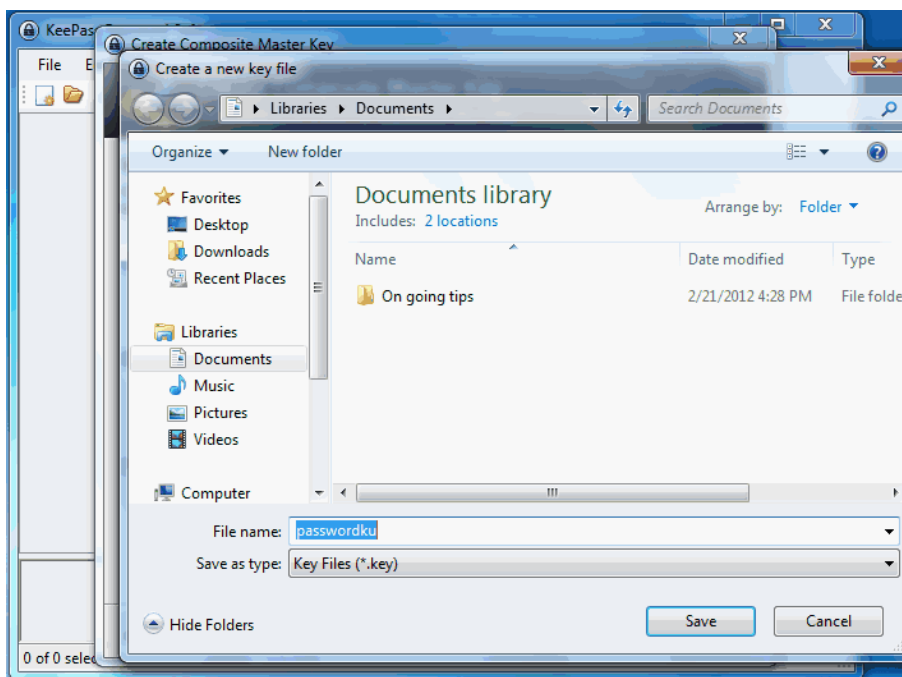 KeePas
Create Composite Master Key
File E
Create a new key file
Libraries Documents
Search Documents
Organize New folder
Favorites
Desktop
Downloads
Recent Places
Libraries
Documents
Music
Pictures
Videos
Computer
Documents library
Includes: 2 locations
Arrange by: Folder
Name Date modified Type
On going tips 2/21/2012 4:28 PM File folde
File name: passwordku
Save as type: Key Files (*.key)
Hide Folders
Save Cancel
0 of 0 selec